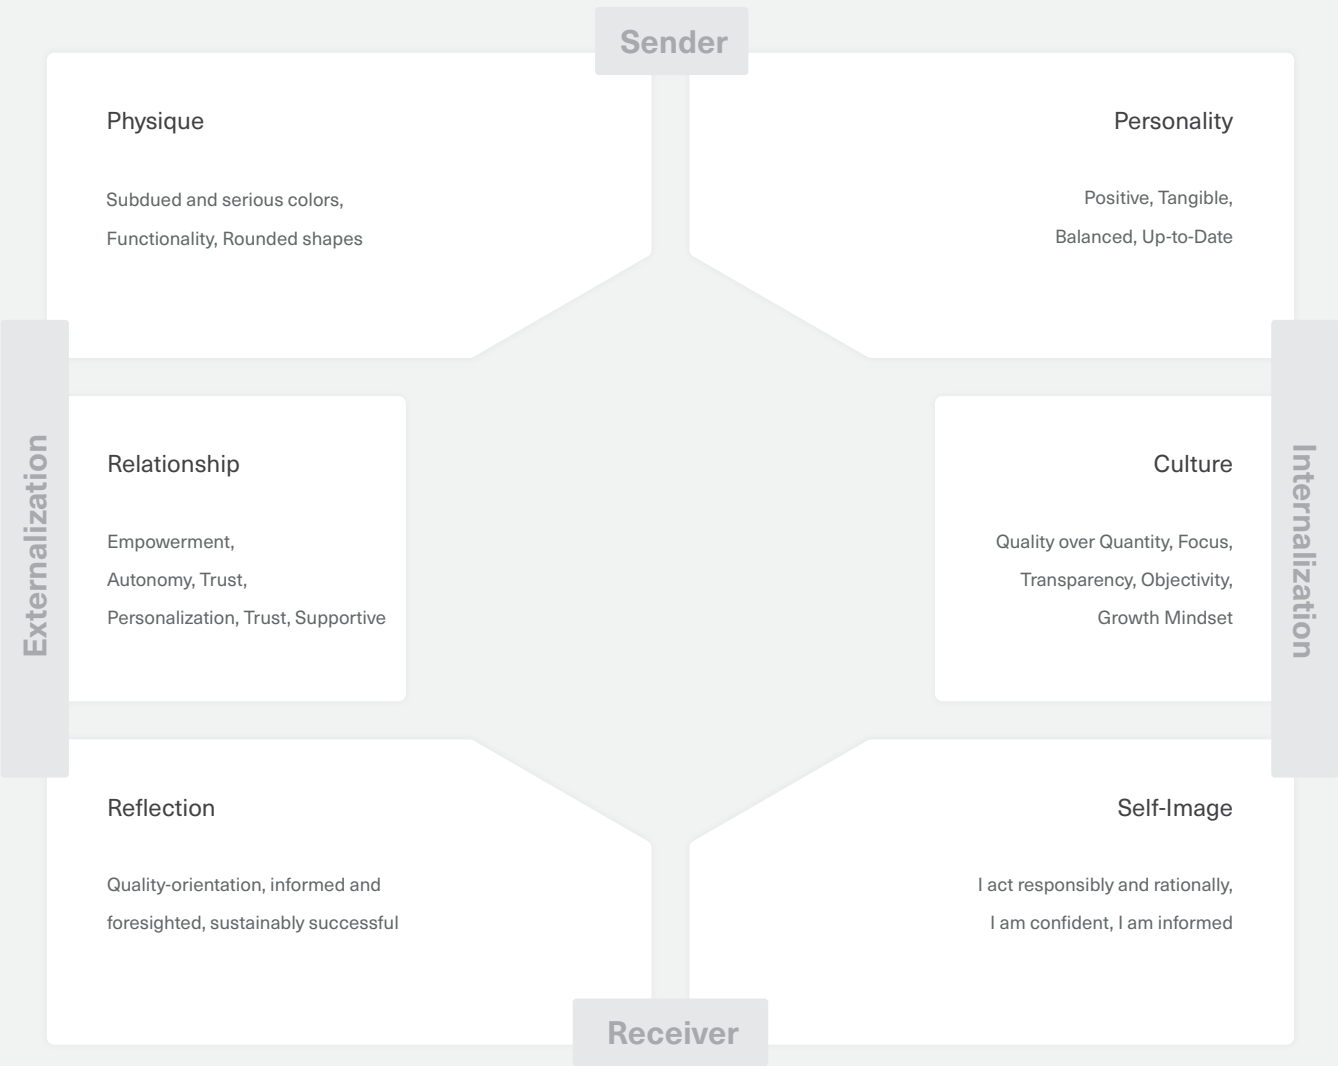 Sender
Physique
Subdued and serious colors,
Functionality, Rounded shapes
Personality
Positive, Tangible,
Balanced, Up-to-Date
Externalization
Relationship
Empowerment,
Autonomy, Trust,
Personalization, Trust, Supportive
Culture
Quality over Quantity, Focus,
Transparency, Objectivity,
Growth Mindset
Internalization
Reflection
Quality-orientation, informed and
foresighted, sustainably successful
Self-Image
I act responsibly and rationally,
I am confident, I am informed
Receiver